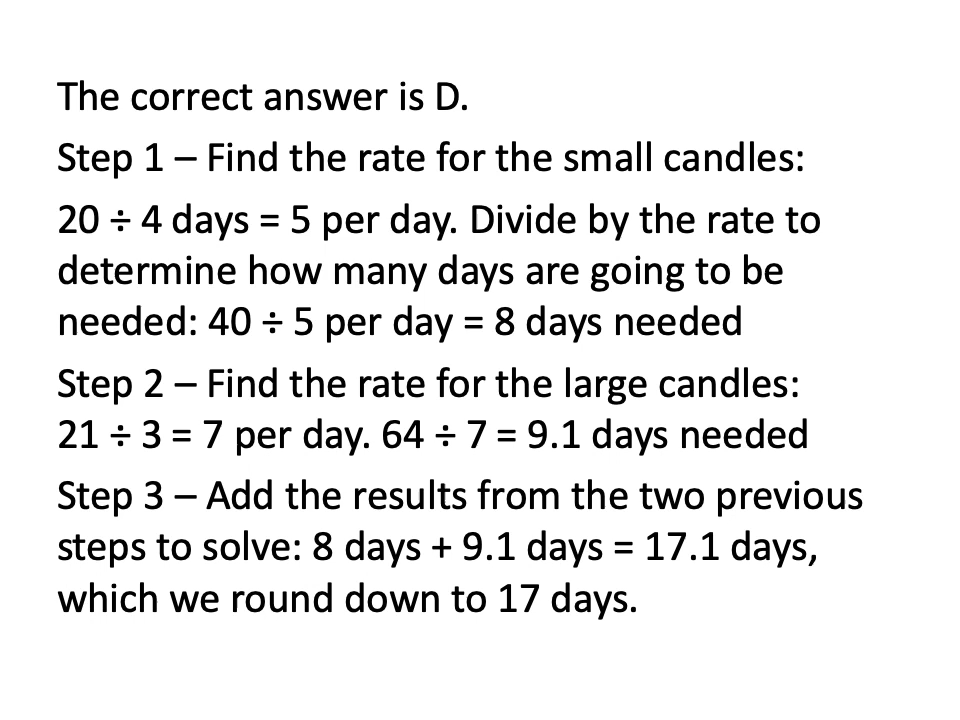 The correct answer is D.
Step 1 – Find the rate for the small candles:
20 ÷ 4 days = 5 per day. Divide by the rate to
determine how many days are going to be
needed: 40 ÷ 5 per day = 8 days needed
Step 2 – Find the rate for the large candles:
21 ÷ 3 = 7 per day. 64 ÷ 7 = 9.1 days needed
Step 3 – Add the results from the two previous
steps to solve: 8 days + 9.1 days = 17.1 days,
which we round down to 17 days.